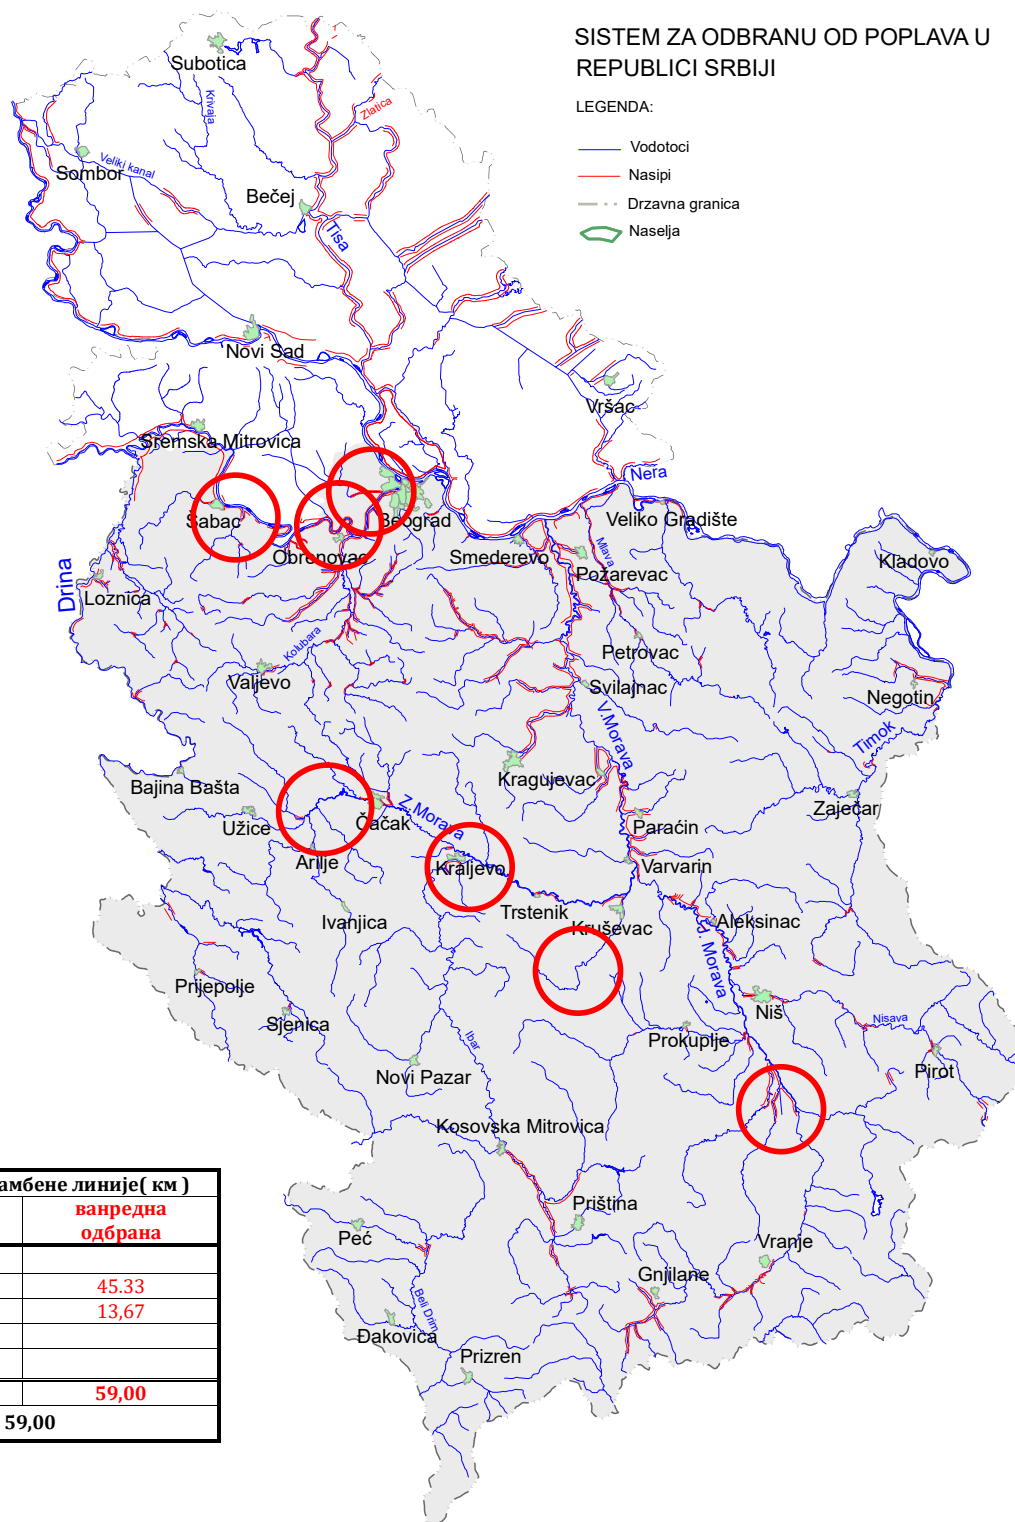 SISTEM ZA ODBRANU OD POPLAVA U
REPUBLICI SRBIJI
LEGENDA:
Vodotoci
Nasipi
Drzavna granica
Naselja
Subotica
Krivaja
Zlatica
Sombor
Veliki kanal
Bečej
Tisa
Novi Sad
Vršac
Sremska Mitrovica
Nera
Šabac
Beograd
Veliko Gradište
Obrenovac
Smederevo
Mlava
Kladovo
Požarevac
Drina
Loznica
Kolubara
Petrovac
Valjevo
Svilajnac
Negotin
V.Morava
Timok
Bajina Bašta
Kragujevac
Zaječar
Užice
Čačak
Z.Morava
Paraćin
Arilje
Kraljevo
Varvarin
Trstenik
Ivanjica
Kruševac
Aleksinac
J. Morava
Prijepolje
Niš
Sjenica
Nisava
Ibar
Prokuplje
Pirot
Novi Pazar
Kosovska Mitrovica
Priština
Peć
Vranje
Gnjilane
Beli Drim
Đakovica
Prizren
амбене линије( км )
ванредна
одбрана
45.33
13,67
59,00
59,00